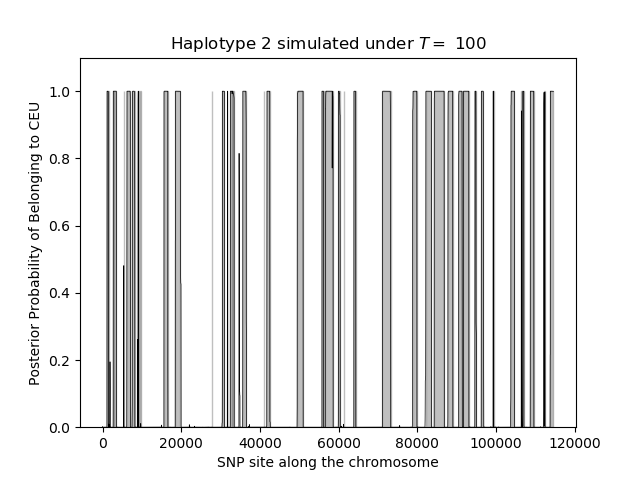 Haplotype 2 simulated under T = 100
Posterior Probability of Belonging to CEU
1.0
0.8
0.6
0.4
0.2
0.0
0 20000 40000 60000 80000 100000 120000
SNP site along the chromosome